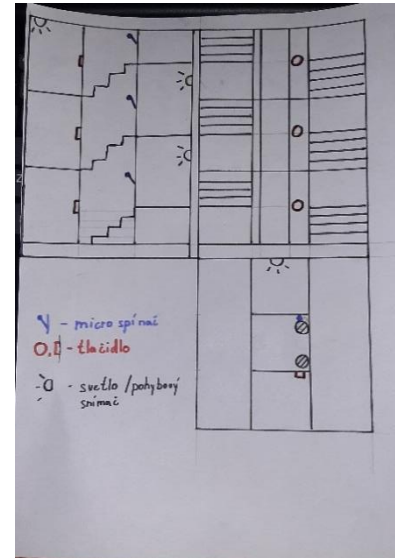 - micro spínač
- tlačidlo
- svetlo / pohybový
snímač